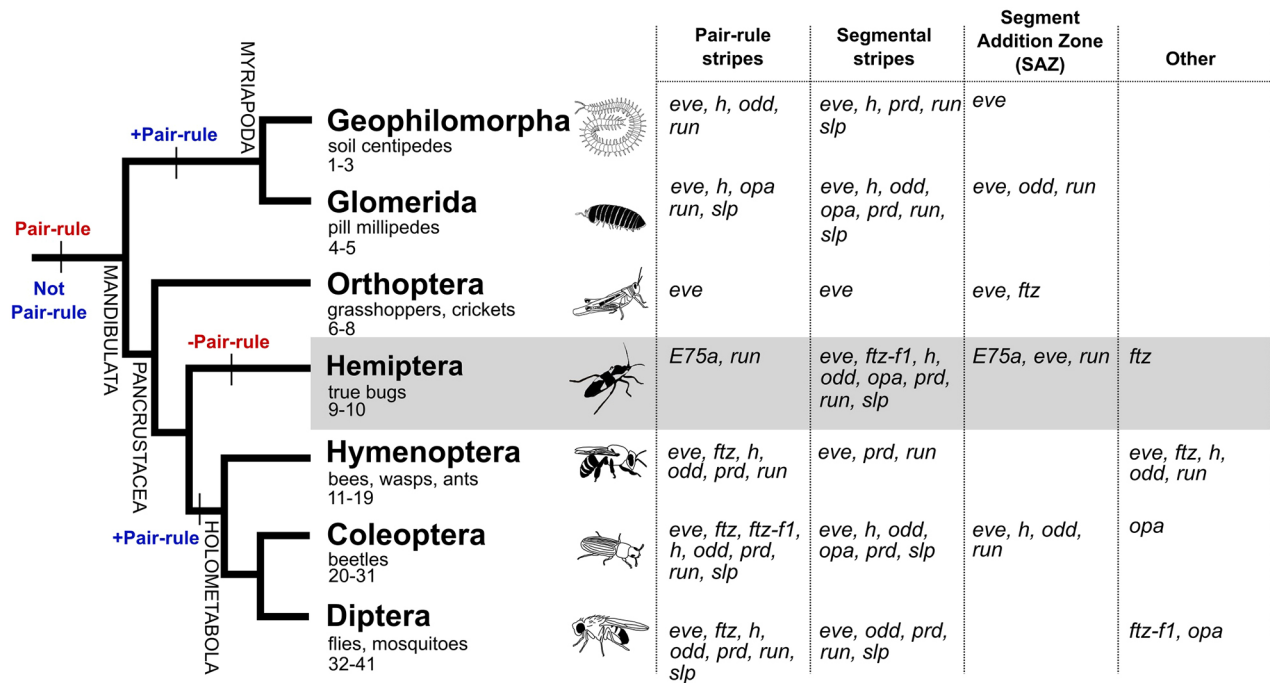 Pair-rule
stripes
Segmental
stripes
Segment
Addition Zone
(SAZ)
Other
MYRIAPODA
+Pair-rule
Geophilomorpha
soil centipedes
1-3
eve, h, odd,
run
eve, h, prd, run
slp
eve
Glomerida
pill millipedes
4-5
eve, h, opa
run, slp
eve, h, odd,
opa, prd, run,
slp
eve, odd, run
Pair-rule
Not
Pair-rule
MANDIBULATA
Orthoptera
grasshoppers, crickets
6-8
eve
eve
eve, ftz
-Pair-rule
PANCRUSTACEA
Hemiptera
true bugs
9-10
E75a, run
eve, ftz-f1, h,
odd, opa, prd,
run, slp
E75a, eve, run
ftz
Hymenoptera
bees, wasps, ants
11-19
eve, ftz, h,
odd, prd, run
eve, prd, run
eve, ftz, h,
odd, run
+Pair-rule
HOLOMETABOLA
Coleoptera
beetles
20-31
eve, ftz, ftz-f1,
h, odd, prd,
run, slp
eve, h, odd,
opa, prd, slp
eve, h, odd,
run
opa
Diptera
flies, mosquitoes
32-41
eve, ftz, h,
odd, prd, run,
slp
eve, odd, prd,
run, slp
ftz-f1, opa